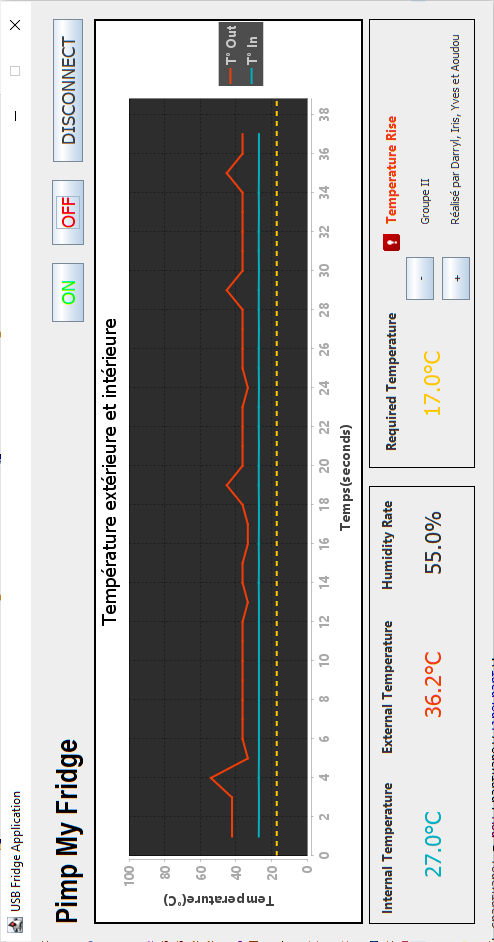 USB Fridge Application
Pimp My Fridge
ON
OFF
DISCONNECT
Température extérieure et intérieure
T° Out
T° In
Temperature(°C)
100
80
60
40
20
0
0 2 4 6 8 10 12 14 16 18 20 22 24 26 28 30 32 34 36 38
Temps(seconds)
Internal Temperature
External Temperature
Humidity Rate
27.0°C
36.2°C
55.0%
Required Temperature
17.0°C
-
+
! Temperature Rise
Groupe II
Réalisé par Darryl, Iris, Yves et Aoudou